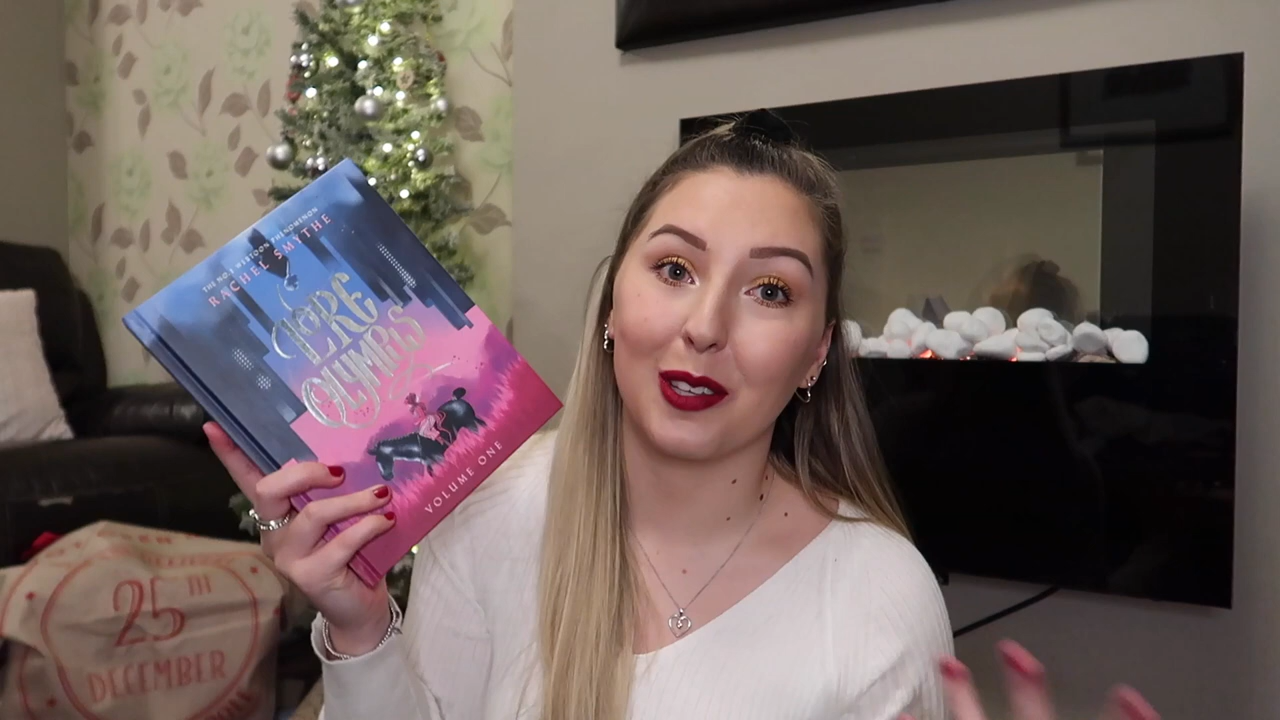 THE NO.1 WEBTOON PHENOMENON
RACHEL SMYTHE
LORE
OLYMPUS
VOLUME ONE
25TH
DECEMBER